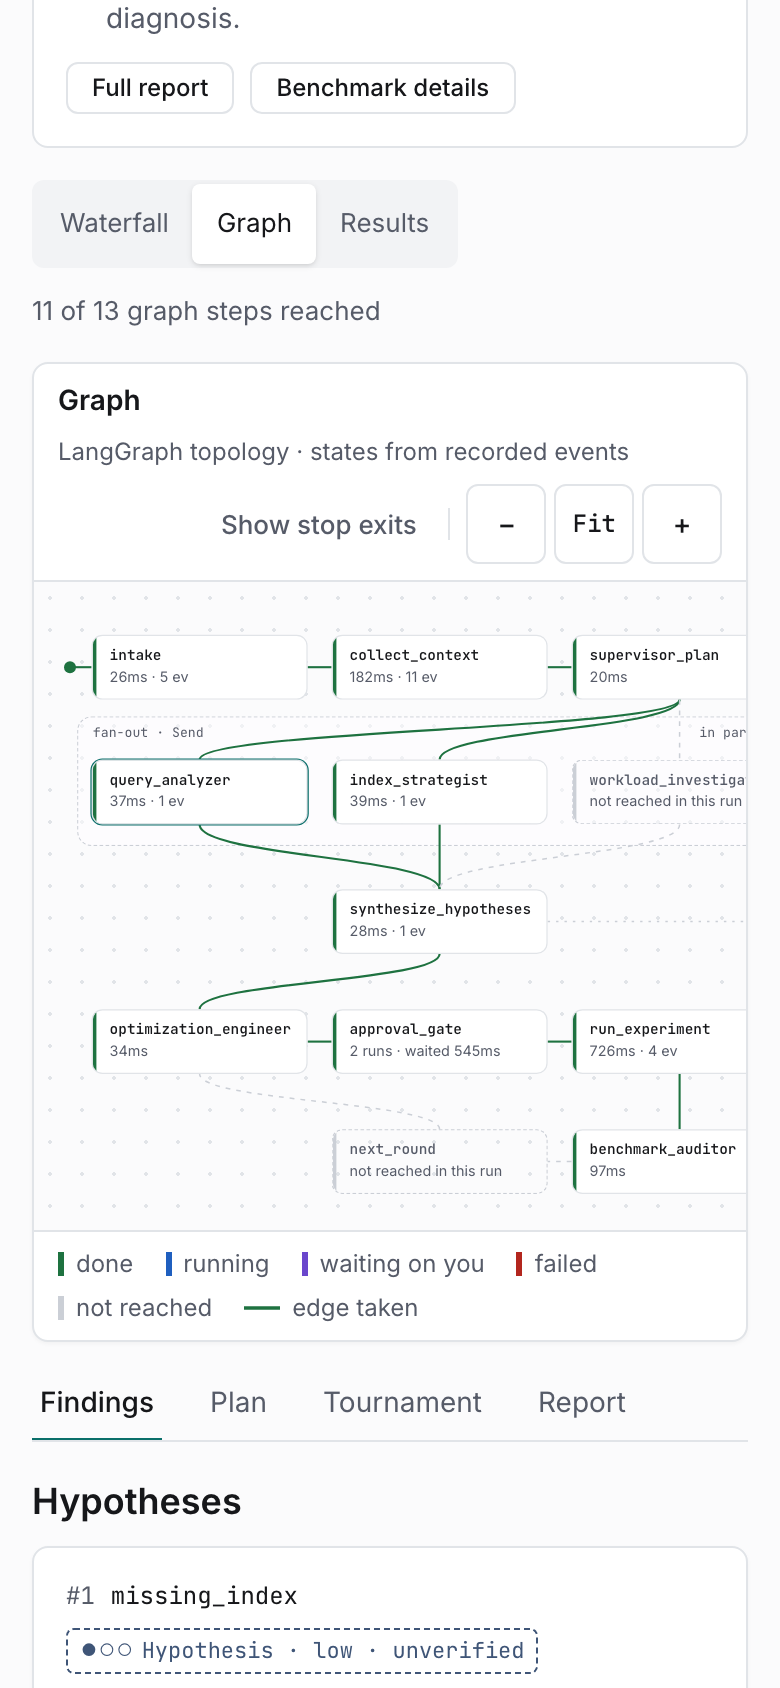 diagnosis.
Full report
Benchmark details
Waterfall
Graph
Results
11 of 13 graph steps reached
Graph
LangGraph topology · states from recorded events
Show stop exits
−
Fit
+
intake
26ms · 5 ev
collect_context
182ms · 11 ev
supervisor_plan
20ms
fan-out · Send
in par
query_analyzer
37ms · 1 ev
index_strategist
39ms · 1 ev
workload_investiga
not reached in this run
synthesize_hypotheses
28ms · 1 ev
optimization_engineer
34ms
approval_gate
2 runs · waited 545ms
run_experiment
726ms · 4 ev
next_round
not reached in this run
benchmark_auditor
97ms
done
running
waiting on you
failed
not reached
edge taken
Findings
Plan
Tournament
Report
Hypotheses
#1 missing_index
●○○ Hypothesis · low · unverified